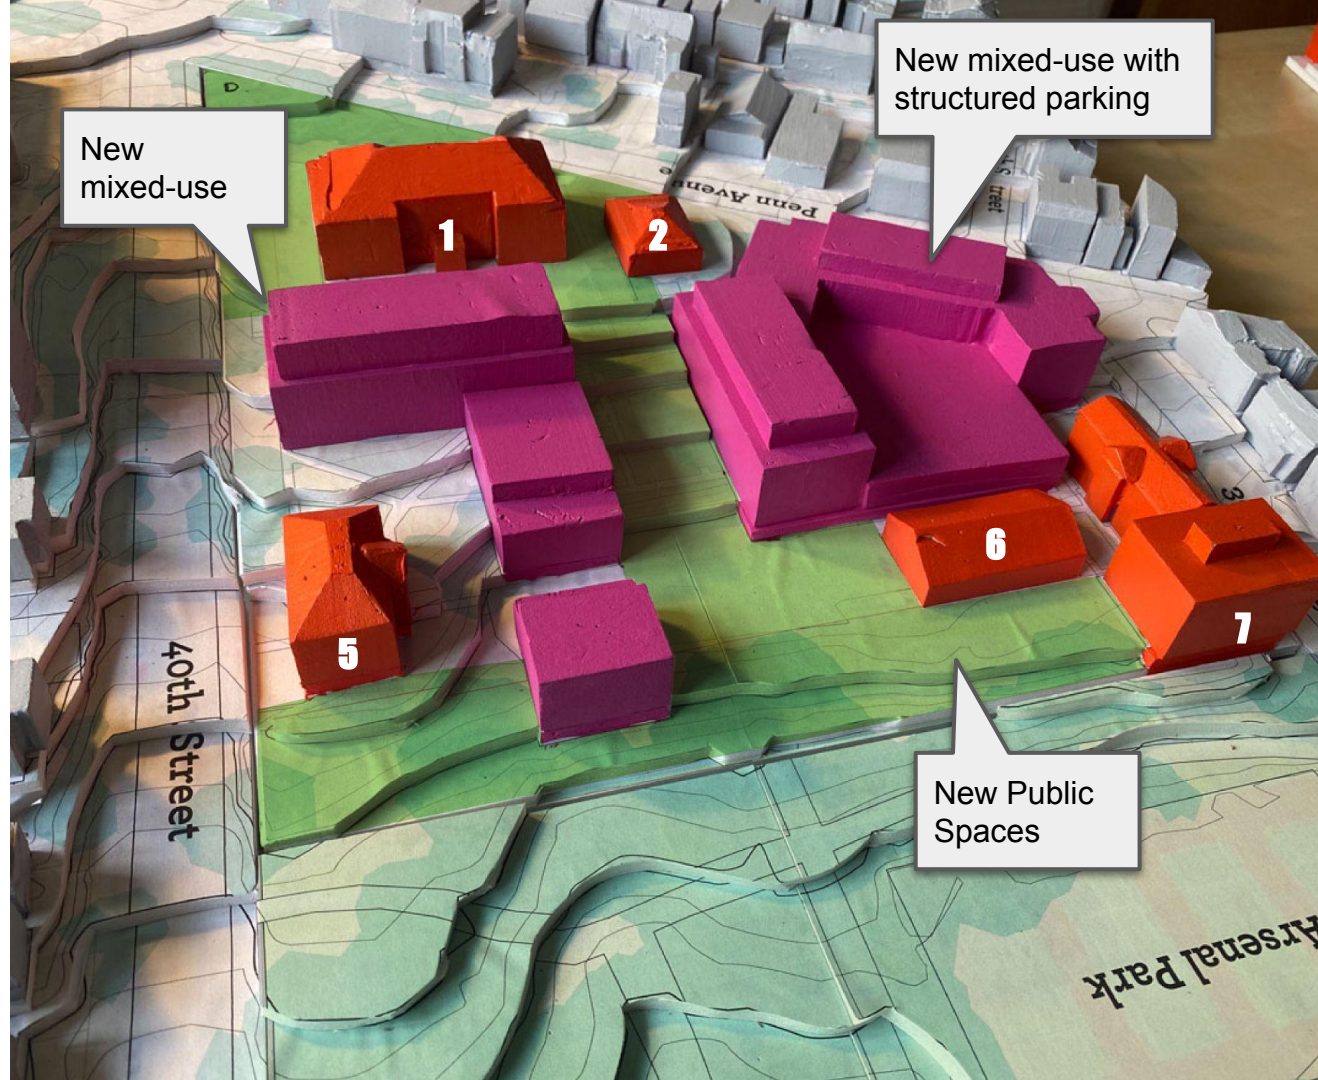 D
New mixed-use with
structured parking
New
mixed-use
Penn Avenue
1
2
6
5
7
40th Street
New Public
Spaces
Arsenal Park